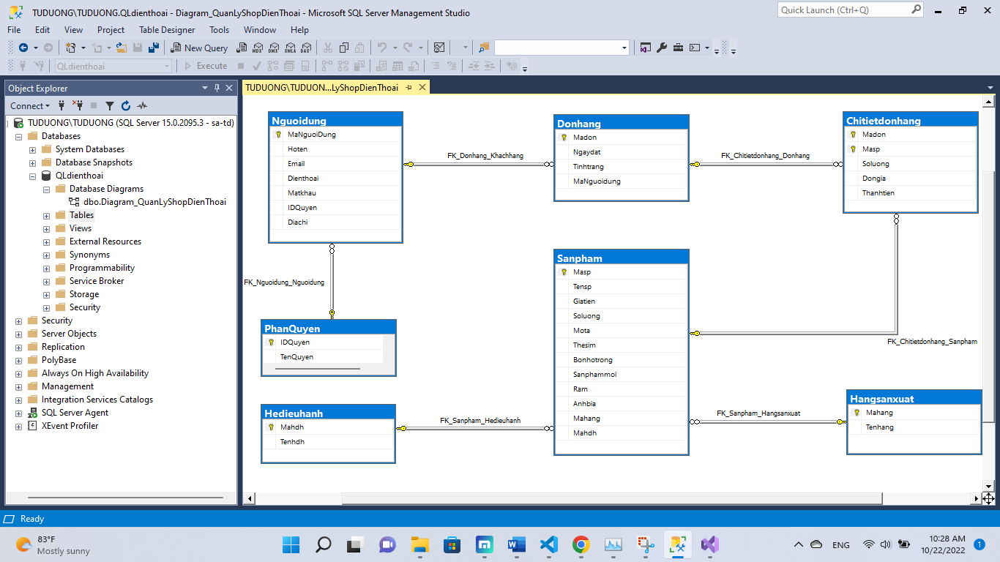 TUDUONG\TUDUONG.QLdienthoai - Diagram_QuanLyShopDienThoai - Microsoft SQL Server Management Studio
Quick Launch (Ctrl+Q)
File Edit View Project Table Designer Tools Window Help
New Query MDX DMX XMLA DAX
QLdienthoai Execute
Object Explorer
TUDUONG\TUDUON...LyShopDienThoai
Connect
TUDUONG\TUDUONG (SQL Server 15.0.2095.3 - sa-td)
Databases
System Databases
Database Snapshots
QLdienthoai
Database Diagrams
dbo.Diagram_QuanLyShopDienThoai
Tables
Views
External Resources
Synonyms
Programmability
Service Broker
Storage
Security
Security
Server Objects
Replication
PolyBase
Always On High Availability
Management
Integration Services Catalogs
SQL Server Agent
XEvent Profiler
Nguoidung
MaNguoiDung
Hoten
Email
Dienthoai
Matkhau
IDQuyen
Diachi
FK_Donhang_Khachhang
Donhang
Madon
Ngaydat
Tinhtrang
MaNguoidung
FK_Chitietdonhang_Donhang
Chitietdonhang
Madon
Masp
Soluong
Dongia
Thanhtien
FK_Nguoidung_Nguoidung
PhanQuyen
IDQuyen
TenQuyen
Sanpham
Masp
Tensp
Giatien
Soluong
Mota
Thesim
Bonhotrong
Sanphammoi
Ram
Anhbia
Mahang
Mahdh
FK_Chitietdonhang_Sanpham
Hedieuhanh
Mahdh
Tenhdh
FK_Sanpham_Hedieuhanh
FK_Sanpham_Hangsanxuat
Hangsanxuat
Mahang
Tenhang
Ready
83°F
Mostly sunny
ENG
10:28 AM
10/22/2022
1